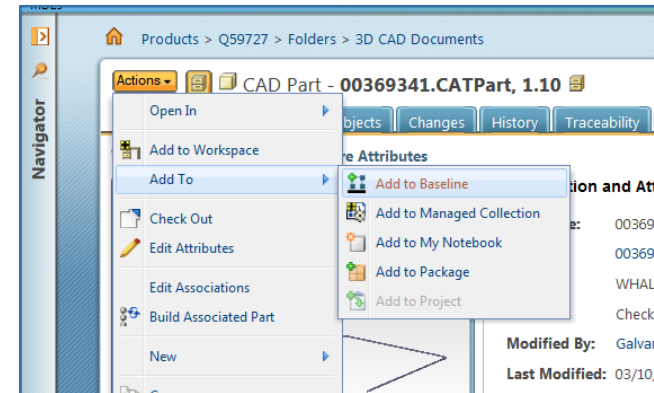 Products > Q59727 > Folders > 3D CAD Documents
Navigator
Actions
CAD Part - 00369341.CATPart, 1.10
bjects Changes History Traceability
Open In
re Attributes
Add to Workspace
Add To
Add to Baseline
tion and Att
Check Out
Add to Managed Collection
e: 00369
Edit Attributes
Add to My Notebook
00369
Add to Package
WHAL
Edit Associations
Add to Project
Check
Build Associated Part
Modified By: Galvar
New
Last Modified: 03/10,